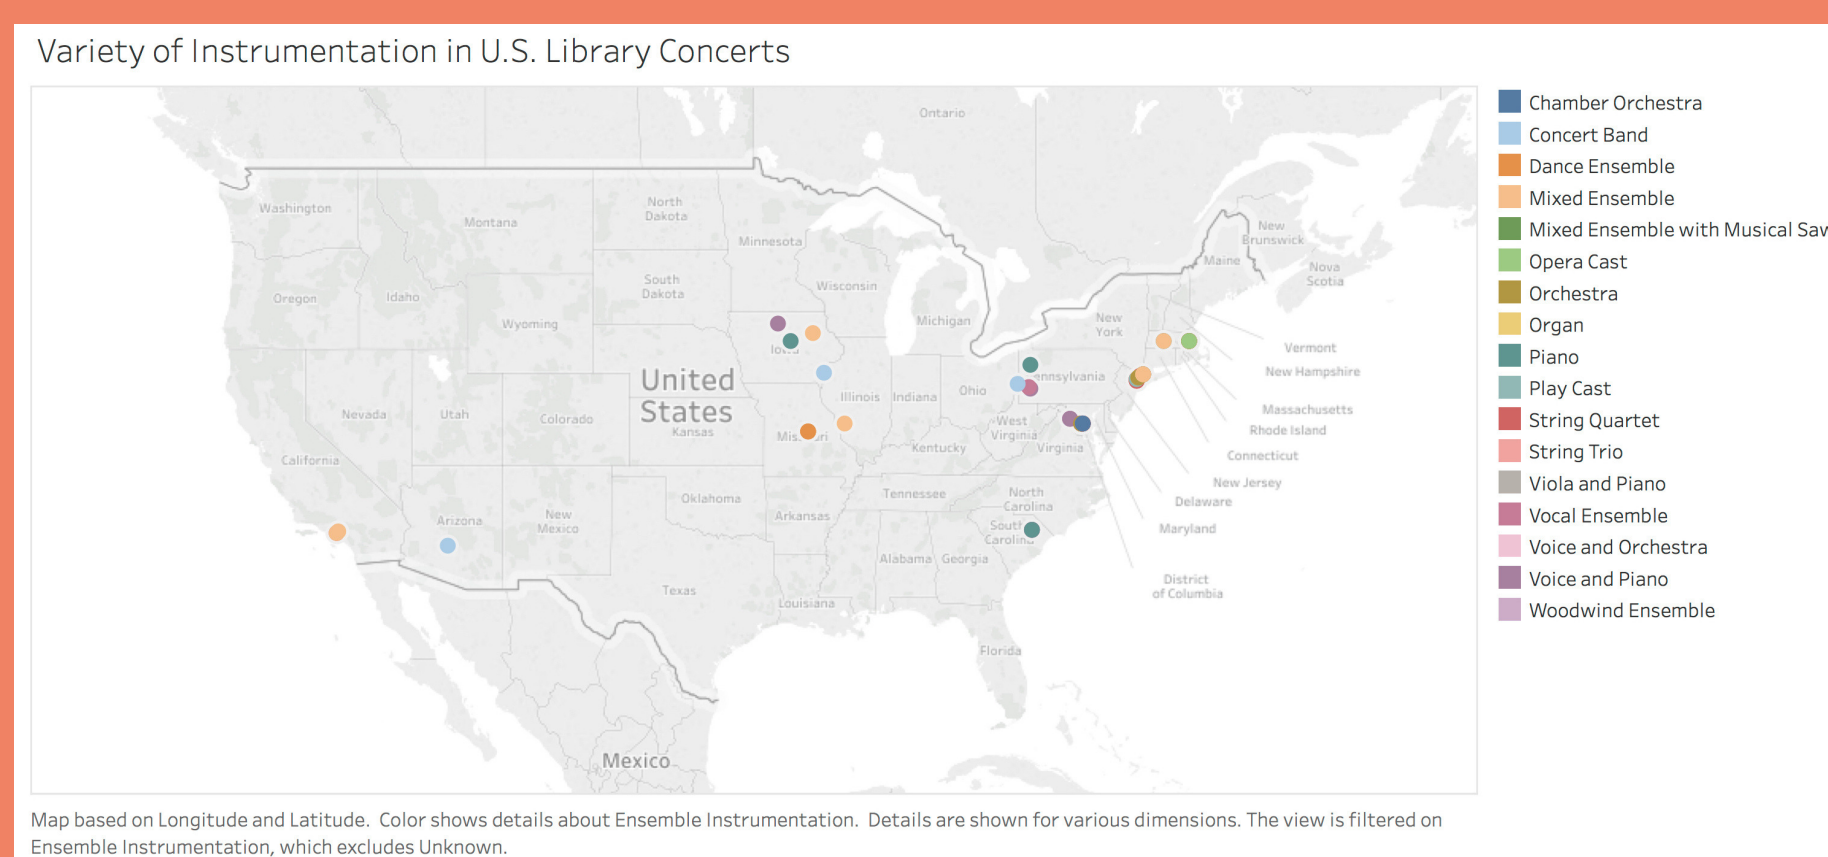 Variety of Instrumentation in U.S. Library Concerts
Ontario
Washington
Montana
North
Dakota
Minnesota
New
Brunswick
Maine
Nova
Scotia
Oregon
Idaho
South
Dakota
Wisconsin
Wyoming
Michigan
New
York
Vermont
New Hampshire
United
States
Illinois
Indiana
Ohio
ennsylvania
Massachusetts
Rhode Island
Nevada
Utah
Colorado
Kansas
West
Virginia
Virginia
Kentucky
Connecticut
California
New Jersey
Delaware
Maryland
Oklahoma
Tennessee
North
Carolina
Arizona
New
Mexico
Arkansas
South
Carolina
Alabama
Georgia
District
of Columbia
Texas
Louisiana
Florida
Mexico
Chamber Orchestra
Concert Band
Dance Ensemble
Mixed Ensemble
Mixed Ensemble with Musical Saw
Opera Cast
Orchestra
Organ
Piano
Play Cast
String Quartet
String Trio
Viola and Piano
Vocal Ensemble
Voice and Orchestra
Voice and Piano
Woodwind Ensemble
Map based on Longitude and Latitude.  Color shows details about Ensemble Instrumentation.  Details are shown for various dimensions. The view is filtered on
Ensemble Instrumentation, which excludes Unknown.